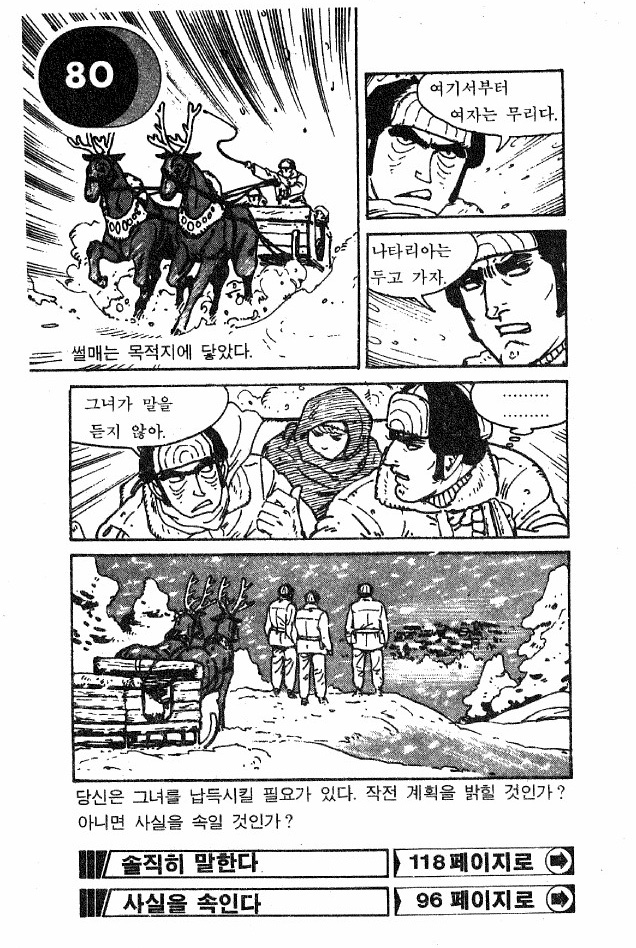 80
여기서부터
여자는 무리다.
썰매는 목적지에 닿았다.
나타리아는
두고 가자.
그녀가 말을
듣지 않아.
.........
.........
당신은 그녀를 납득시킬 필요가 있다. 작전 계획을 밝힐 것인가?
아니면 사실을 속일 것인가?
솔직히 말한다 118 페이지로
사실을 속인다 96 페이지로